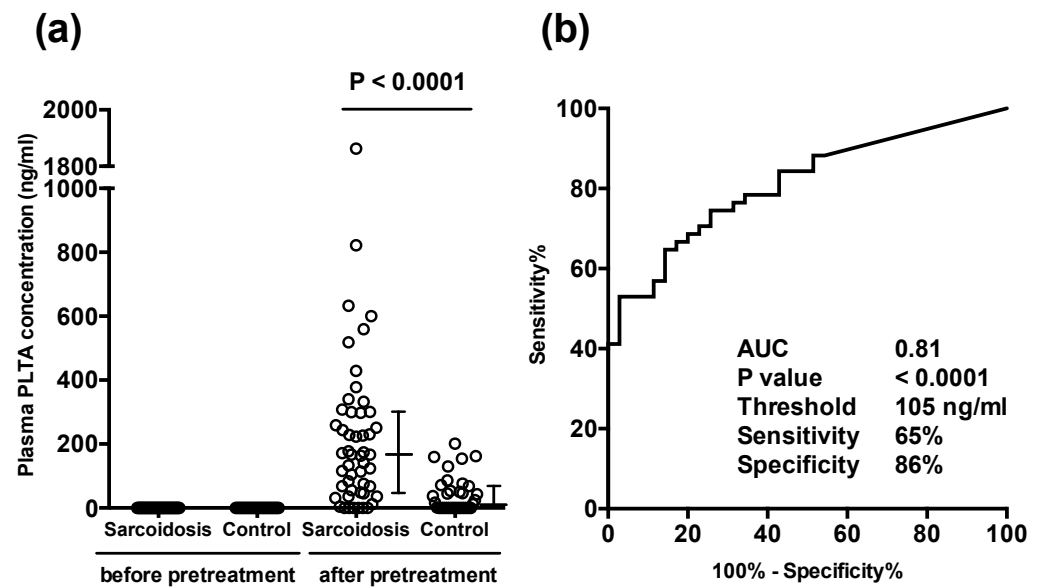 (a)
P < 0.0001
Plasma PLTA concentration (ng/ml)
2000
1800
1000
800
600
400
200
0
Sarcoidosis Control Sarcoidosis Control
before pretreatment after pretreatment
(b)
Sensitivity%
100
80
60
40
20
0
AUC 0.81
P value < 0.0001
Threshold 105 ng/ml
Sensitivity 65%
Specificity 86%
0 20 40 60 80 100
100% - Specificity%